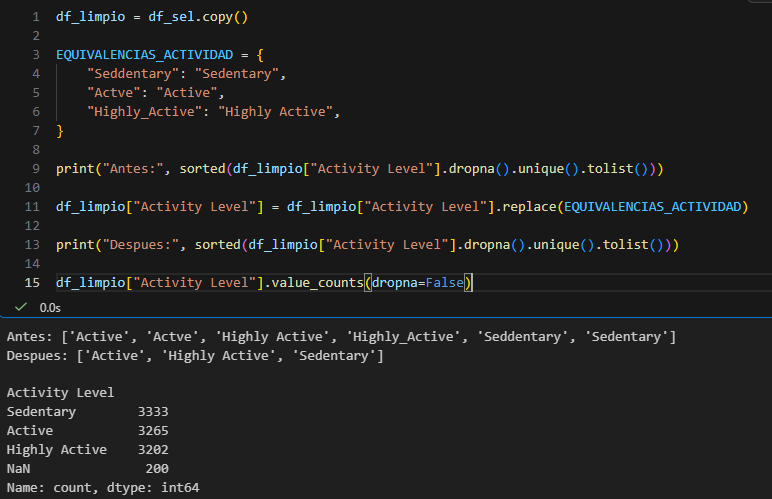 1 df_limpio = df_sel.copy()
2
3 EQUIVALENCIAS_ACTIVIDAD = {
4     "Seddentary": "Sedentary",
5     "Actve": "Active",
6     "Highly_Active": "Highly Active",
7 }
8
9 print("Antes:", sorted(df_limpio["Activity Level"].dropna().unique().tolist()))
10
11 df_limpio["Activity Level"] = df_limpio["Activity Level"].replace(EQUIVALENCIAS_ACTIVIDAD)
12
13 print("Despues:", sorted(df_limpio["Activity Level"].dropna().unique().tolist()))
14
15 df_limpio["Activity Level"].value_counts(dropna=False)
0.0s
Antes: ['Active', 'Actve', 'Highly Active', 'Highly_Active', 'Seddentary', 'Sedentary']
Despues: ['Active', 'Highly Active', 'Sedentary']
Activity Level
Sedentary        3333
Active           3265
Highly Active    3202
NaN               200
Name: count, dtype: int64